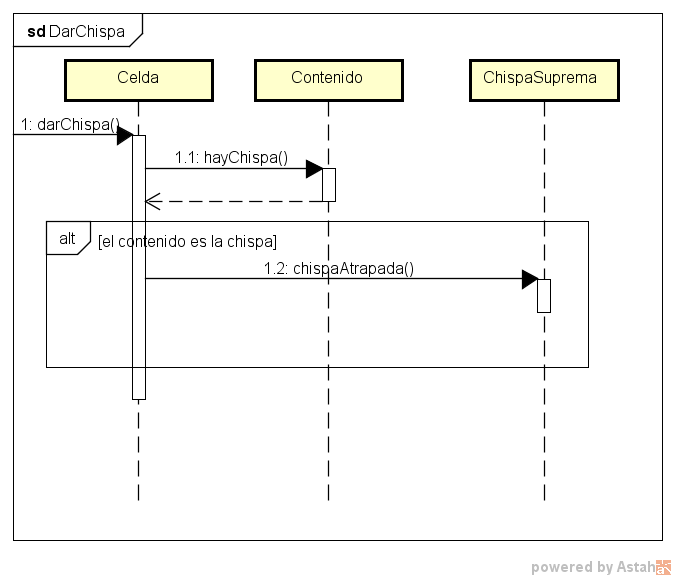 sd DarChispa
Celda
Contenido
ChispaSuprema
1: darChispa()
1.1: hayChispa()
alt
[el contenido es la chispa]
1.2: chispaAtrapada()
powered by Astah